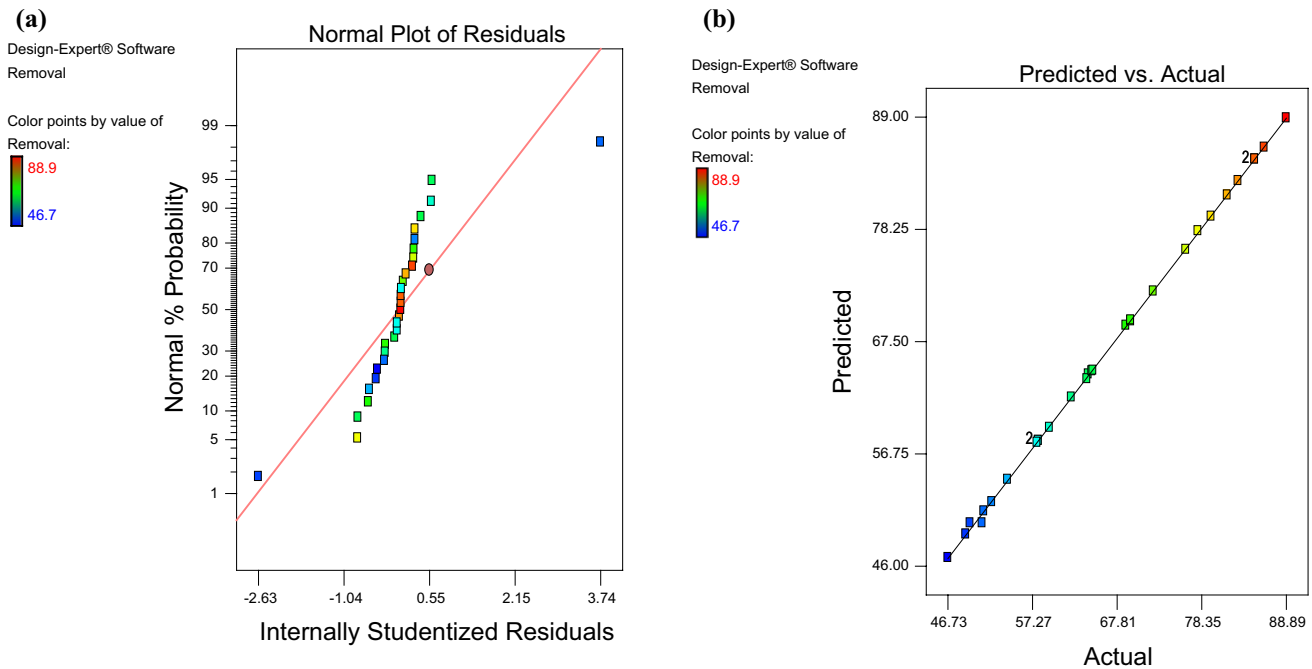 (a)
Design-Expert® Software
Removal
Color points by value of
Removal:
88.9
46.7
Normal Plot of Residuals
Normal % Probability
99
95
90
80
70
50
30
20
10
5
1
-2.63
-1.04
0.55
2.15
3.74
Internally Studentized Residuals
(b)
Design-Expert® Software
Removal
Color points by value of
Removal:
88.9
46.7
Predicted vs. Actual
Predicted
89.00
78.25
67.50
56.75
46.00
2
2
46.73
57.27
67.81
78.35
88.89
Actual